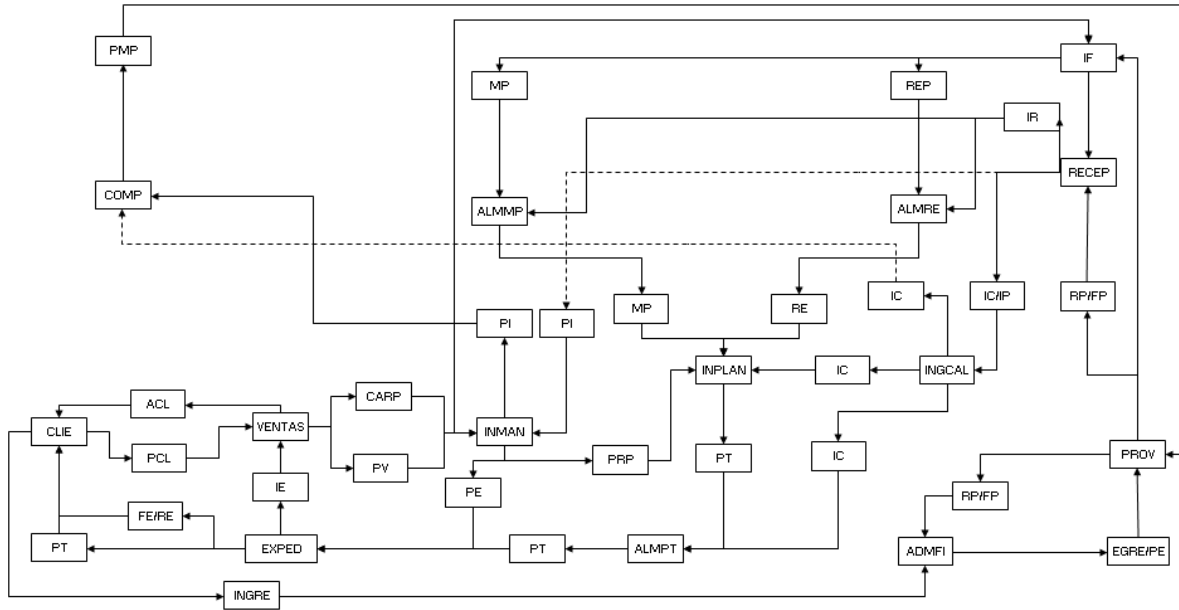 PMP
IF
MP
REP
IR
RECEP
COMP
ALMMP
ALMRE
IC
IC/IP
RP/FP
MP
RE
PI
PI
INPLAN
IC
INGCAL
ACL
CARP
CLIE
VENTAS
INMAN
PCL
PV
PRP
PT
IC
PROV
IE
PE
RP/FP
FE/RE
PT
EXPED
PT
ALMPT
ADMFI
EGRE/PE
INGRE